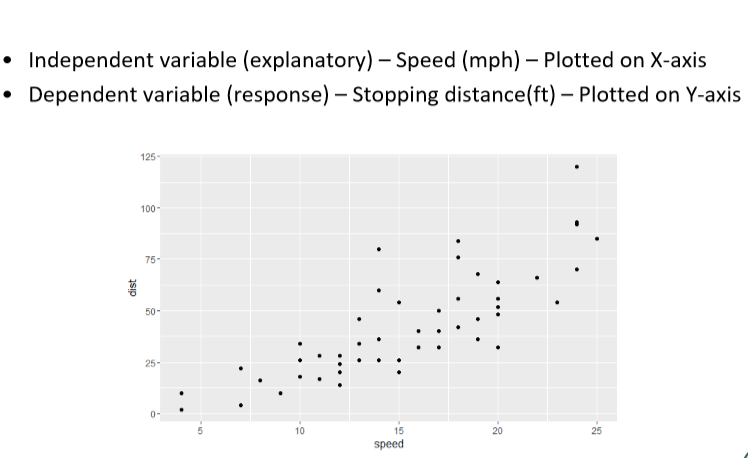 • Independent variable (explanatory) – Speed (mph) – Plotted on X-axis
• Dependent variable (response) – Stopping distance(ft) – Plotted on Y-axis
125
100
75
50
25
0
dist
5 10 15 20 25
speed